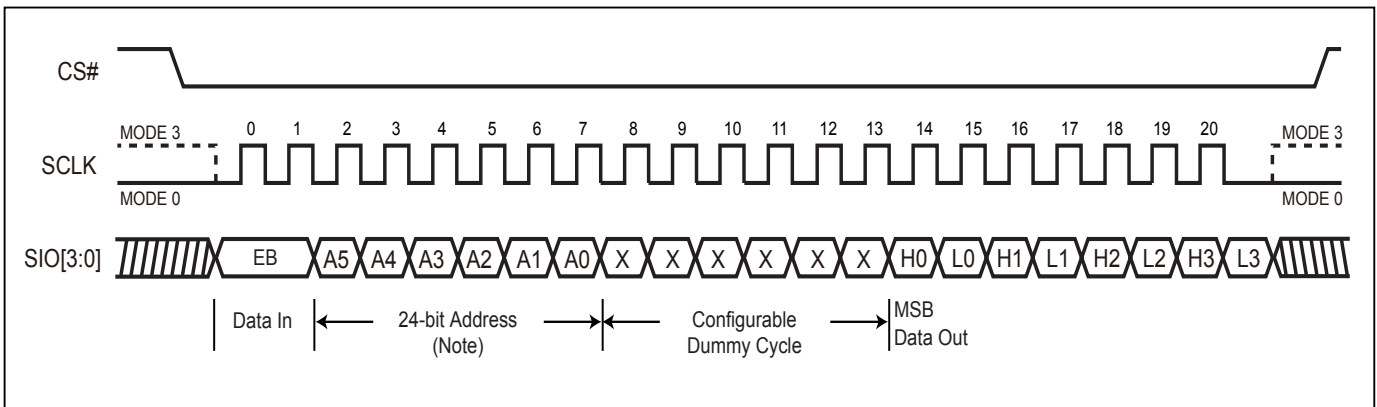 CS#
MODE 3 0 1 2 3 4 5 6 7 8 9 10 11 12 13 14 15 16 17 18 19 20 MODE 3
SCLK
MODE 0 MODE 0
SIO[3:0] EB A5 A4 A3 A2 A1 A0 X X X X X X H0 L0 H1 L1 H2 L2 H3 L3
Data In 24-bit Address Configurable MSB
(Note) Dummy Cycle Data Out